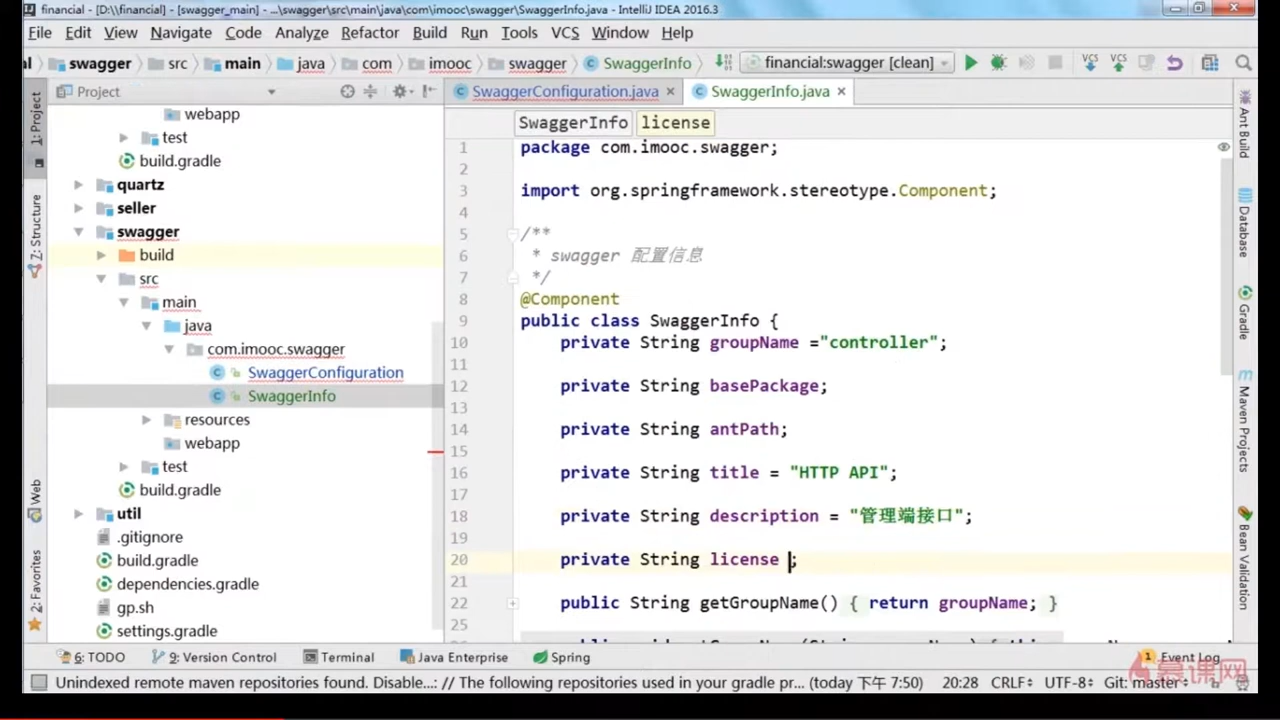 financial - [D:\\financial] - [swagger_main] - ...\swagger\src\main\java\com\imooc\swagger\SwaggerInfo.java - IntelliJ IDEA 2016.3
File Edit View Navigate Code Analyze Refactor Build Run Tools VCS Window Help
swagger src main java com imooc swagger SwaggerInfo financial:swagger [clean] VCS VCS
1: Project
Project
SwaggerConfiguration.java SwaggerInfo.java
SwaggerInfo license
webapp
test
build.gradle
quartz
seller
swagger
build
src
main
java
com.imooc.swagger
SwaggerConfiguration
SwaggerInfo
resources
webapp
test
build.gradle
util
.gitignore
build.gradle
dependencies.gradle
gp.sh
settings.gradle
Z: Structure
Web
2: Favorites
1 package com.imooc.swagger;
2
3 import org.springframework.stereotype.Component;
4
5 /**
6 * swagger 配置信息
7 */
8 @Component
9 public class SwaggerInfo {
10 private String groupName ="controller";
11
12 private String basePackage;
13
14 private String antPath;
15
16 private String title = "HTTP API";
17
18 private String description = "管理端接口";
19
20 private String license ;
21
22 public String getGroupName() { return groupName; }
25
Ant Build
Database
Gradle
Maven Projects
Bean Validation
6: TODO 9: Version Control Terminal Java Enterprise Spring 1 Event Log
Unindexed remote maven repositories found. Disable...: // The following repositories used in your gradle pr... (today 下午 7:50) 20:28 CRLF UTF-8 Git: master
慕课网